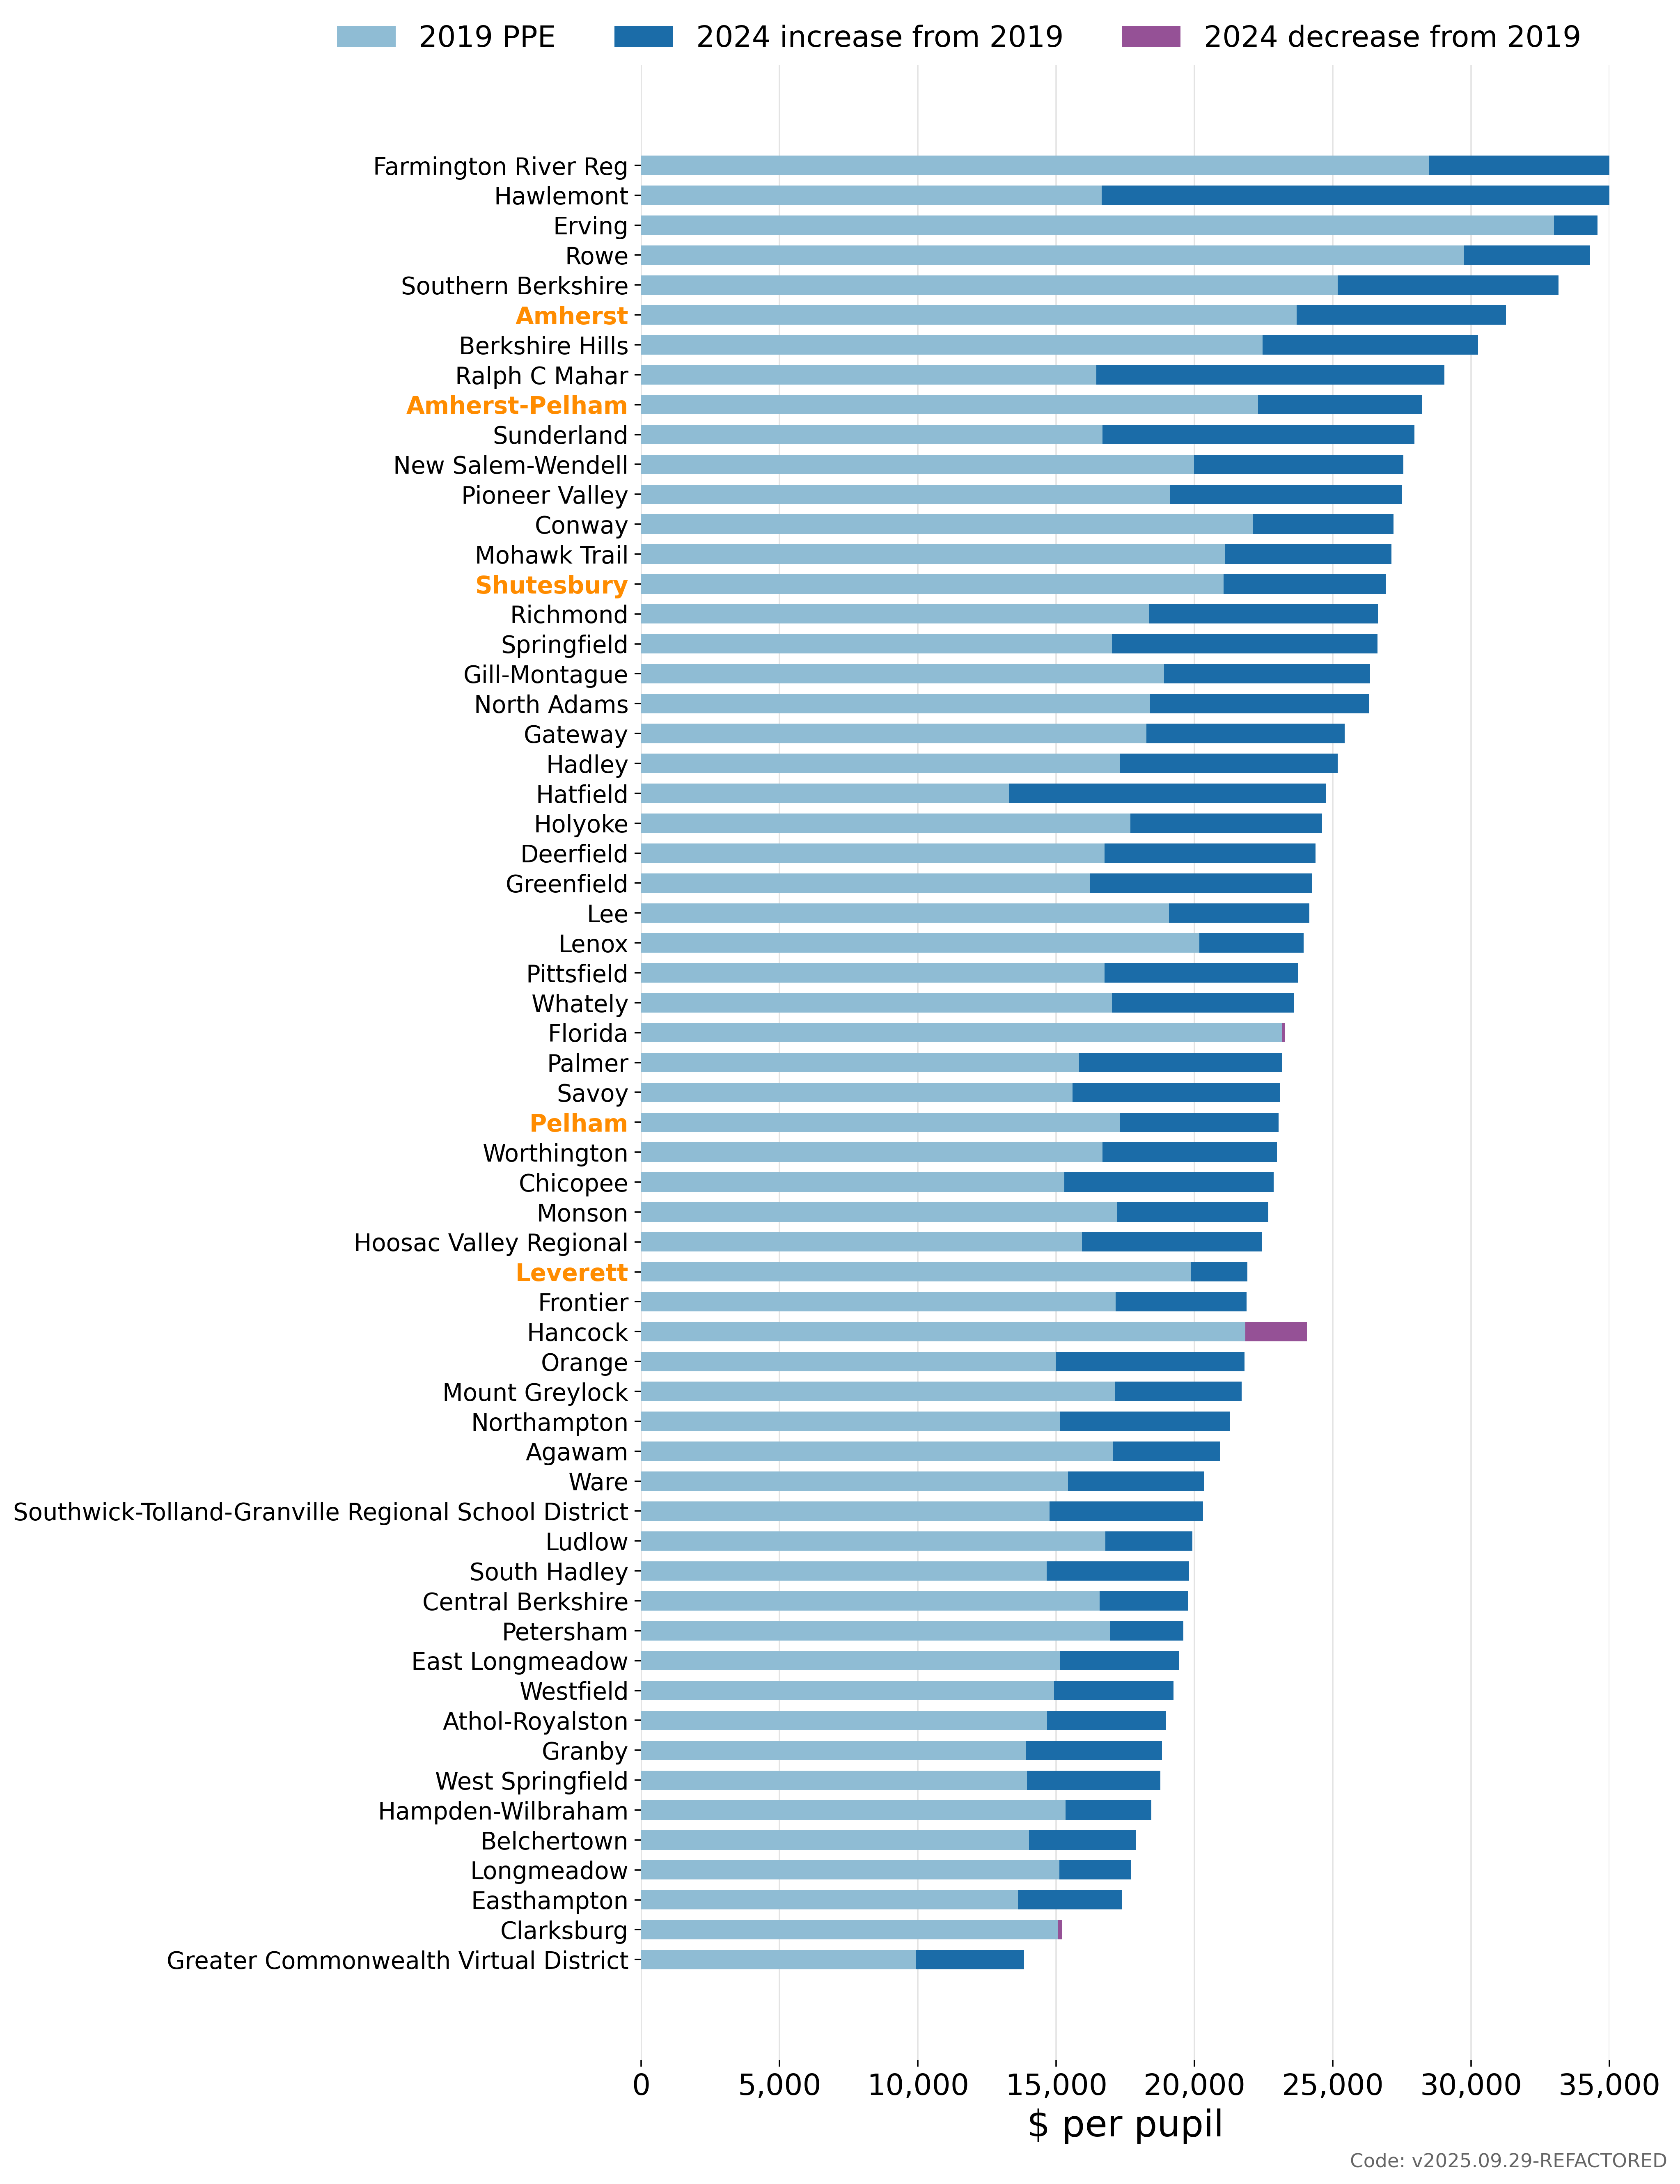 2019 PPE 2024 increase from 2019 2024 decrease from 2019
Farmington River Reg
Hawlemont
Erving
Rowe
Southern Berkshire
Amherst
Berkshire Hills
Ralph C Mahar
Amherst-Pelham
Sunderland
New Salem-Wendell
Pioneer Valley
Conway
Mohawk Trail
Shutesbury
Richmond
Springfield
Gill-Montague
North Adams
Gateway
Hadley
Hatfield
Holyoke
Deerfield
Greenfield
Lee
Lenox
Pittsfield
Whately
Florida
Palmer
Savoy
Pelham
Worthington
Chicopee
Monson
Hoosac Valley Regional
Leverett
Frontier
Hancock
Orange
Mount Greylock
Northampton
Agawam
Ware
Southwick-Tolland-Granville Regional School District
Ludlow
South Hadley
Central Berkshire
Petersham
East Longmeadow
Westfield
Athol-Royalston
Granby
West Springfield
Hampden-Wilbraham
Belchertown
Longmeadow
Easthampton
Clarksburg
Greater Commonwealth Virtual District
0 5,000 10,000 15,000 20,000 25,000 30,000 35,000
$ per pupil
Code: v2025.09.29-REFACTORED